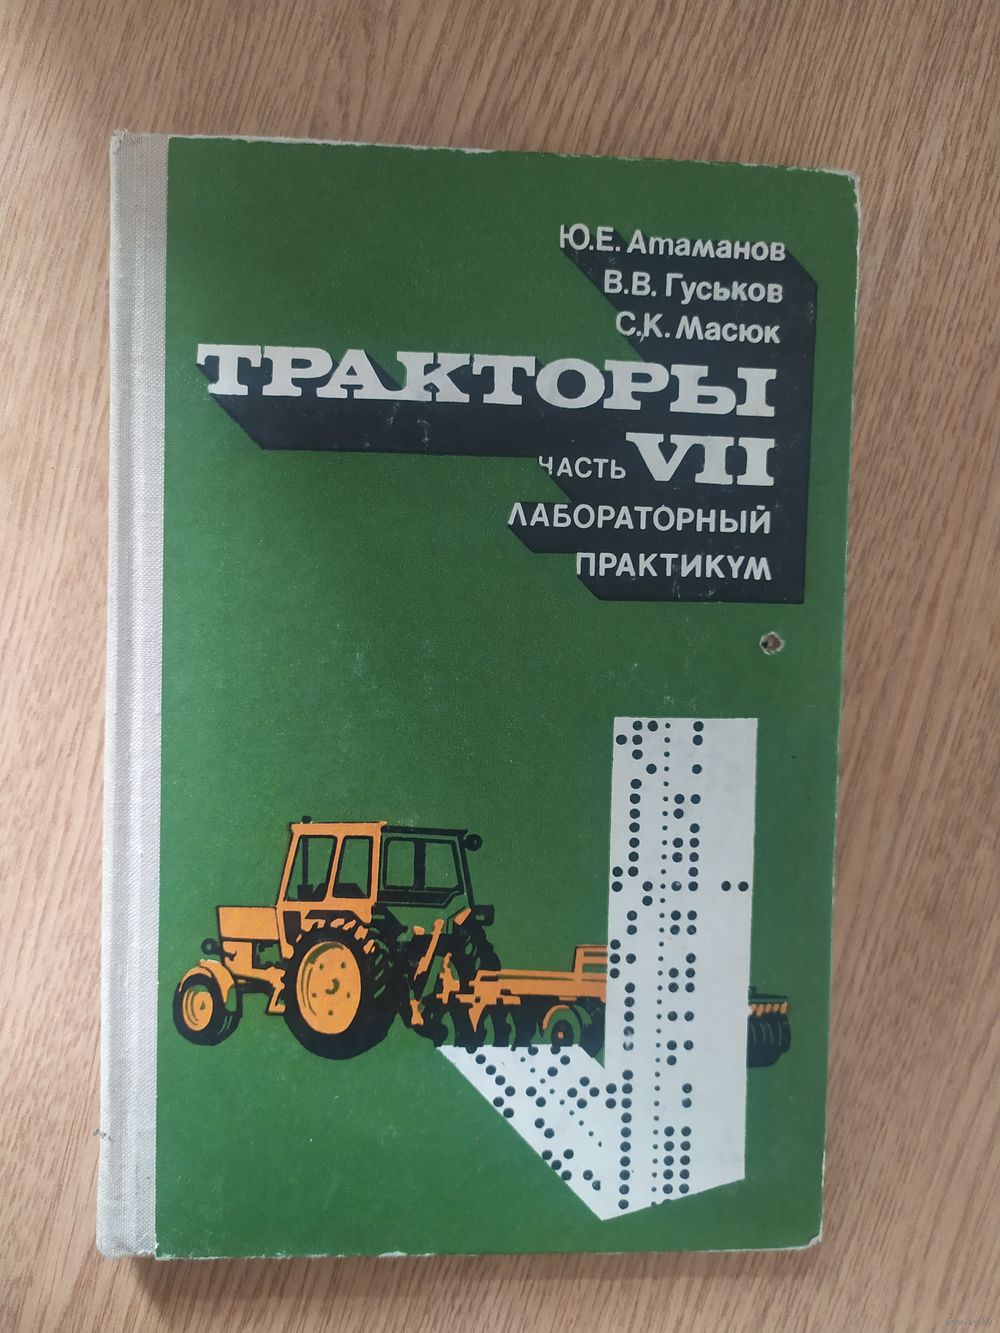 Ю.Е. Атаманов
В.В. Гуськов
С.К. Масюк
ТРАКТОРЫ
ЧАСТЬ VII
ЛАБОРАТОРНЫЙ
ПРАКТИКУМ